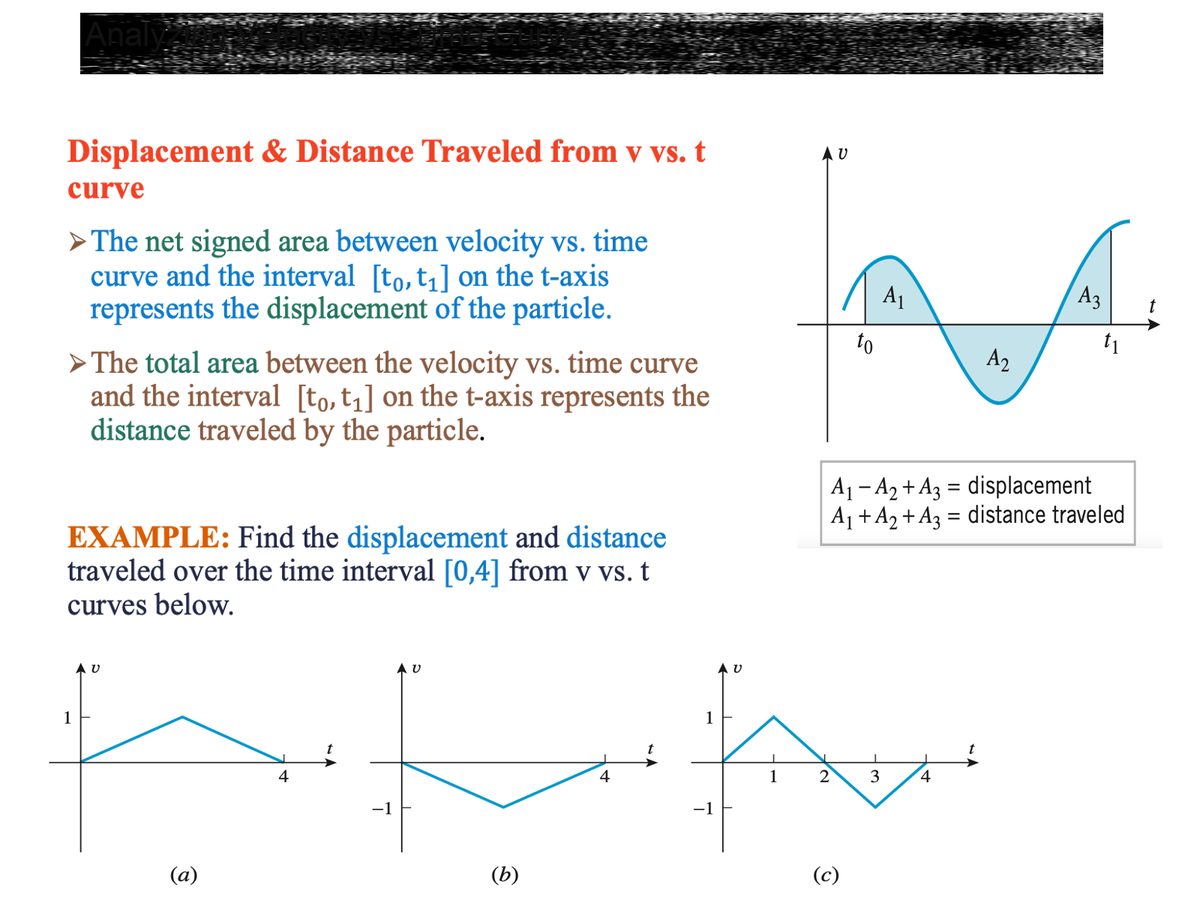 Displacement & Distance Traveled from v vs. t
curve
➢ The net signed area between velocity vs. time
curve and the interval [t₀, t₁] on the t-axis
represents the displacement of the particle.
➢ The total area between the velocity vs. time curve
and the interval [t₀, t₁] on the t-axis represents the
distance traveled by the particle.
v
A₁
A₃
t
t₀
A₂
t₁
A₁ – A₂ + A₃ = displacement
A₁ + A₂ + A₃ = distance traveled
EXAMPLE: Find the displacement and distance
traveled over the time interval [0,4] from v vs. t
curves below.
v
1
t
4
(a)
v
t
4
–1
(b)
v
1
t
1 2 3 4
–1
(c)